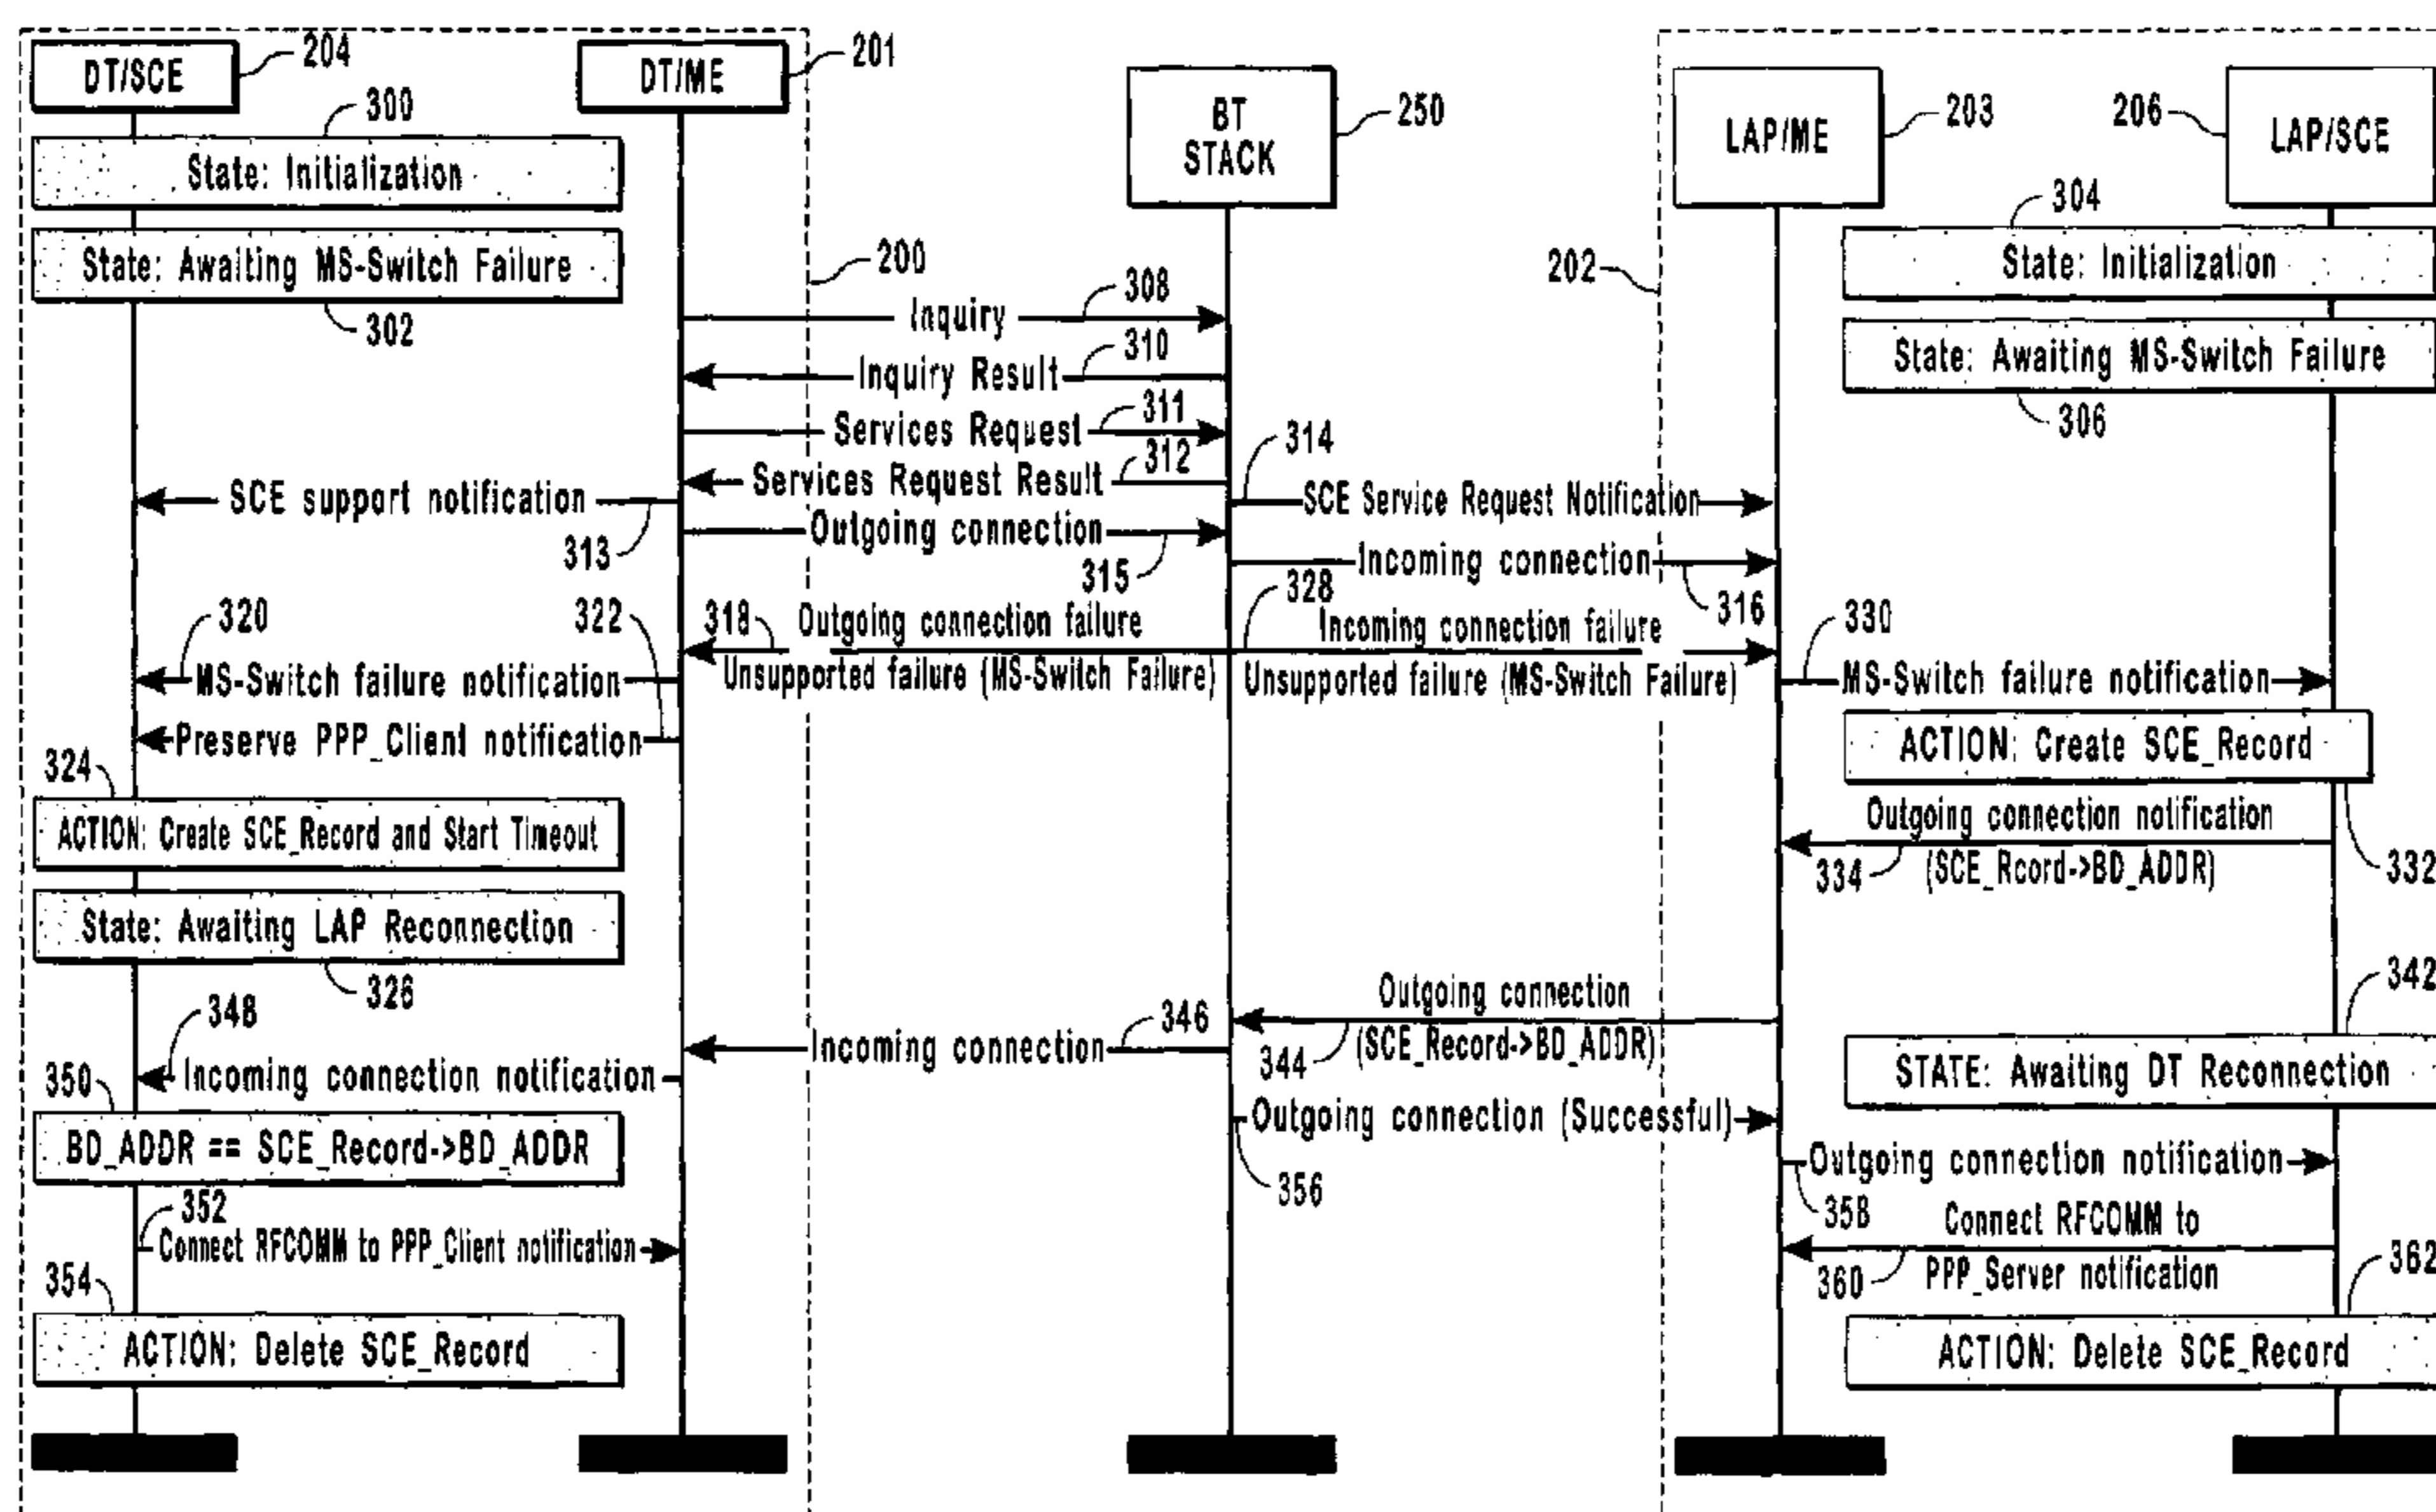 DT/SCE
204
DT/ME
201
BT
STACK
250
LAP/ME
203
206
LAP/SCE
300
State: Initialization
State: Awaiting MS-Switch Failure
302
200
202
304
State: Initialization
State: Awaiting MS-Switch Failure
306
308
Inquiry
310
Inquiry Result
311
Services Request
312
Services Request Result
314
SCE Service Request Notification
SCE support notification
313
Outgoing connection
315
Incoming connection
316
320
322
318
Outgoing connection failure
Unsupported failure (MS-Switch Failure)
328
Incoming connection failure
Unsupported failure (MS-Switch Failure)
330
MS-Switch failure notification
MS-Switch failure notification
Preserve PPP_Client notification
ACTION: Create SCE_Record
332
324
ACTION: Create SCE_Record and Start Timeout
Outgoing connection notification
334
(SCE_Rcord->BD_ADDR)
State: Awaiting LAP Reconnection
326
342
Outgoing connection
344
(SCE_Record->BD_ADDR)
STATE: Awaiting DT Reconnection
346
Incoming connection
348
Incoming connection notification
350
BD_ADDR == SCE_Record->BD_ADDR
Outgoing connection (Successful)
356
Outgoing connection notification
358
352
Connect RFCOMM to PPP_Client notification
Connect RFCOMM to
360
PPP_Server notification
362
354
ACTION: Delete SCE_Record
ACTION: Delete SCE_Record